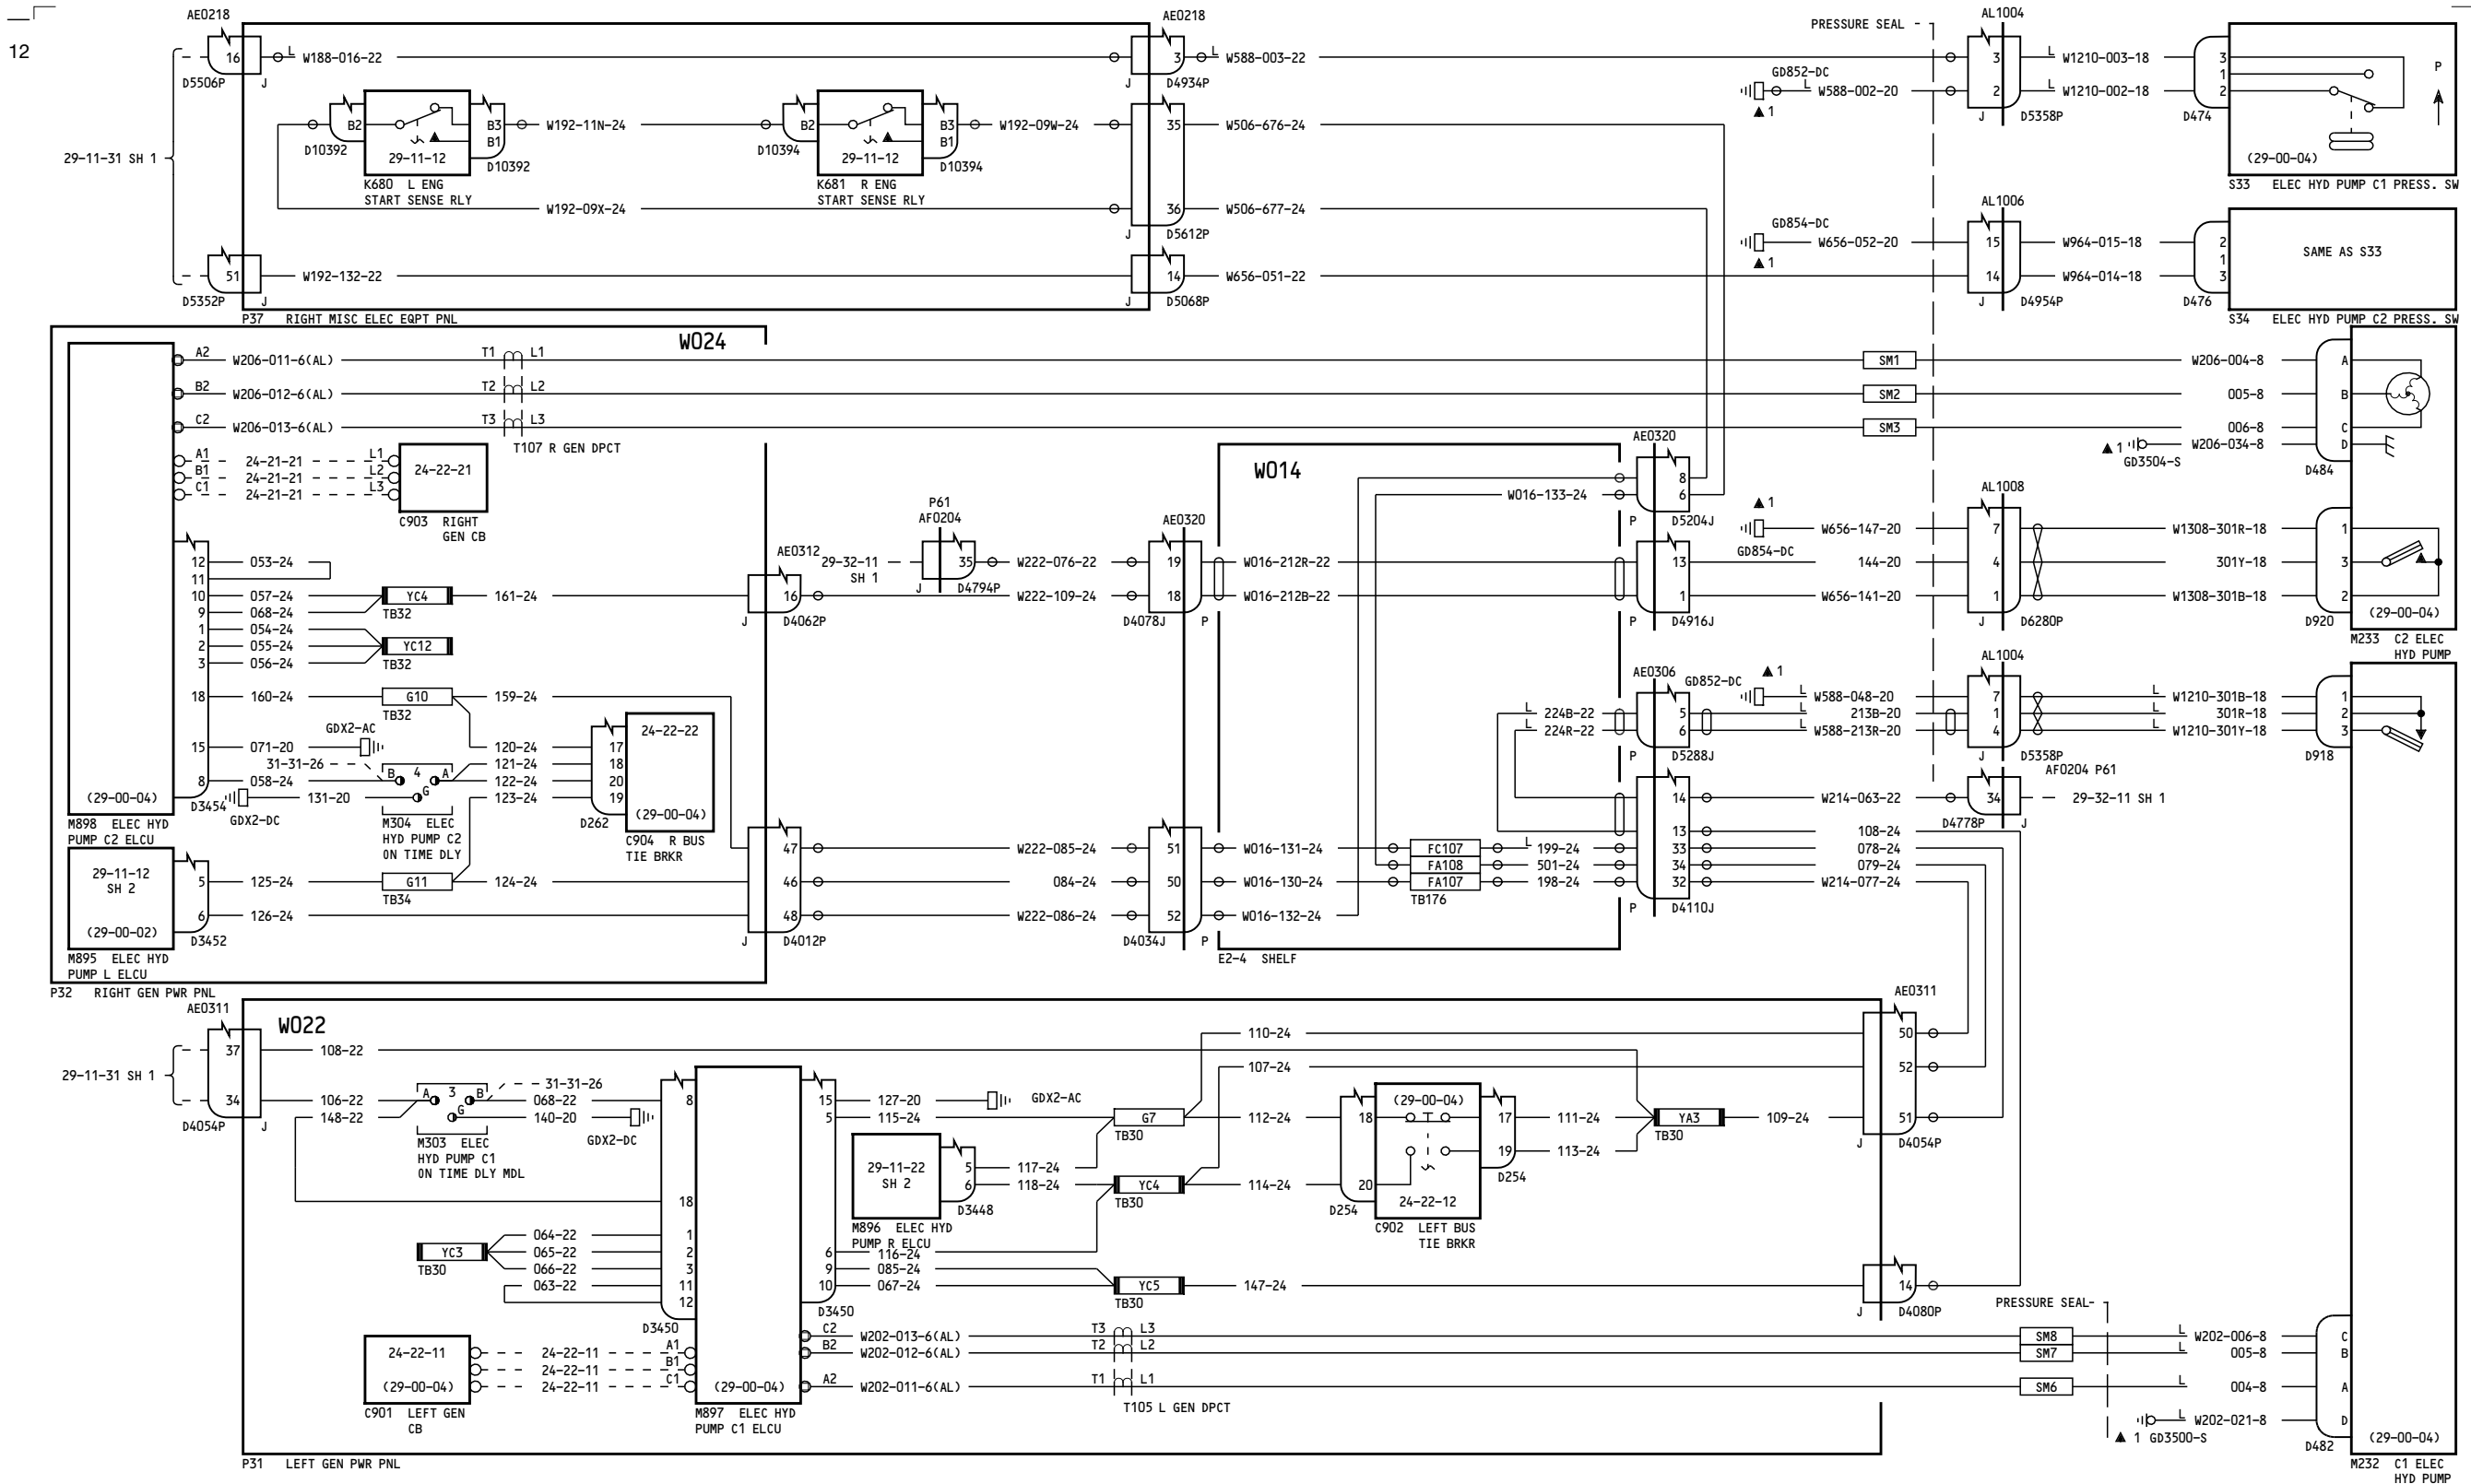 12
AE0218
AE0218
PRESSURE SEAL
AL1004
16
L
W188-016-22
3
L
W588-003-22
3
L
W1210-003-18
3
1
2
P
D5506P
J
J
D4934P
GD852-DC
L
W588-002-20
▲ 1
2
L
W1210-002-18
J
D5358P
D474
(29-00-04)
S33 ELEC HYD PUMP C1 PRESS. SW
29-11-31 SH 1
B2
B3
B1
D10392
29-11-12
D10392
K680 L ENG
START SENSE RLY
W192-11N-24
B2
B3
B1
D10394
29-11-12
D10394
K681 R ENG
START SENSE RLY
W192-09W-24
35
W506-676-24
W192-09X-24
36
W506-677-24
J
D5612P
AL1006
GD854-DC
W656-052-20
▲ 1
15
W964-015-18
2
1
3
SAME AS S33
51
W192-132-22
14
W656-051-22
14
W964-014-18
D5352P
J
J
D5068P
J
D4954P
D476
P37 RIGHT MISC ELEC EQPT PNL
S34 ELEC HYD PUMP C2 PRESS. SW
W024
A2
W206-011-6(AL)
T1
L1
SM1
W206-004-8
A
B2
W206-012-6(AL)
T2
L2
SM2
005-8
B
C2
W206-013-6(AL)
T3
L3
SM3
006-8
C
T107 R GEN DPCT
▲ 1
GD3504-S
W206-034-8
D
D484
A1
24-21-21
L1
B1
24-21-21
L2
C1
24-21-21
L3
24-22-21
C903 RIGHT
GEN CB
W014
AE0320
8
6
W016-133-24
P
D5204J
P61
AF0204
AE0320
▲ 1
AL1008
AE0312
29-32-11
SH 1
35
W222-076-22
19
W016-212R-22
13
GD854-DC
W656-147-20
7
W1308-301R-18
1
144-20
4
301Y-18
3
J
D4794P
16
W222-109-24
18
W016-212B-22
1
W656-141-20
1
W1308-301B-18
2
J
D4062P
D4078J
P
P
D4916J
J
D6280P
D920
(29-00-04)
M233 C2 ELEC
HYD PUMP
12
053-24
11
10
057-24
YC4
161-24
9
068-24
TB32
1
054-24
2
055-24
YC12
3
056-24
TB32
18
160-24
G10
159-24
TB32
GDX2-AC
15
071-20
120-24
17
31-31-26
121-24
18
8
058-24
B
4
A
122-24
20
G
131-20
123-24
19
24-22-22
(29-00-04)
D262
C904 R BUS
TIE BRKR
(29-00-04)
D3454
GDX2-DC
M304 ELEC
HYD PUMP C2
ON TIME DLY
M898 ELEC HYD
PUMP C2 ELCU
AE0306
GD852-DC
▲ 1
AL1004
L
224B-22
5
L
W588-048-20
7
L
W1210-301B-18
1
L
213B-20
1
L
301R-18
2
L
224R-22
6
L
W588-213R-20
4
L
W1210-301Y-18
3
P
D5288J
J
D5358P
D918
AF0204 P61
14
W214-063-22
34
29-32-11 SH 1
D4778P
J
29-11-12
SH 2
(29-00-02)
5
125-24
G11
124-24
TB34
6
126-24
D3452
M895 ELEC HYD
PUMP L ELCU
47
W222-085-24
51
W016-131-24
FC107
L
199-24
46
084-24
50
W016-130-24
FA108
501-24
FA107
198-24
TB176
48
W222-086-24
52
W016-132-24
J
D4012P
D4034J
P
13
108-24
33
078-24
34
079-24
32
W214-077-24
P
D4110J
E2-4 SHELF
P32 RIGHT GEN PWR PNL
AE0311
W022
AE0311
29-11-31 SH 1
37
108-22
110-24
50
34
106-22
A
3
B
31-31-26
068-22
8
107-24
52
148-22
G
140-20
D4054P
J
GDX2-DC
M303 ELEC
HYD PUMP C1
ON TIME DLY MDL
15
127-20
GDX2-AC
5
115-24
G7
TB30
112-24
18
(29-00-04)
17
111-24
YA3
109-24
51
TB30
J
D4054P
29-11-22
SH 2
5
117-24
6
118-24
YC4
TB30
114-24
20
19
113-24
D254
24-22-12
D254
C902 LEFT BUS
TIE BRKR
D3448
M896 ELEC HYD
PUMP R ELCU
18
064-22
1
YC3
065-22
2
TB30
066-22
3
063-22
11
12
D3450
6
116-24
9
085-24
10
067-24
YC5
TB30
147-24
14
J
D4080P
D3450
PRESSURE SEAL
24-22-11
(29-00-04)
24-22-11
A1
24-22-11
B1
24-22-11
C1
(29-00-04)
C901 LEFT GEN
CB
M897 ELEC HYD
PUMP C1 ELCU
C2
W202-013-6(AL)
T3
L3
SM8
L
W202-006-8
C
B2
W202-012-6(AL)
T2
L2
SM7
L
005-8
B
A2
W202-011-6(AL)
T1
L1
SM6
L
004-8
A
T105 L GEN DPCT
L
W202-021-8
D
▲ 1 GD3500-S
D482
(29-00-04)
P31 LEFT GEN PWR PNL
M232 C1 ELEC
HYD PUMP